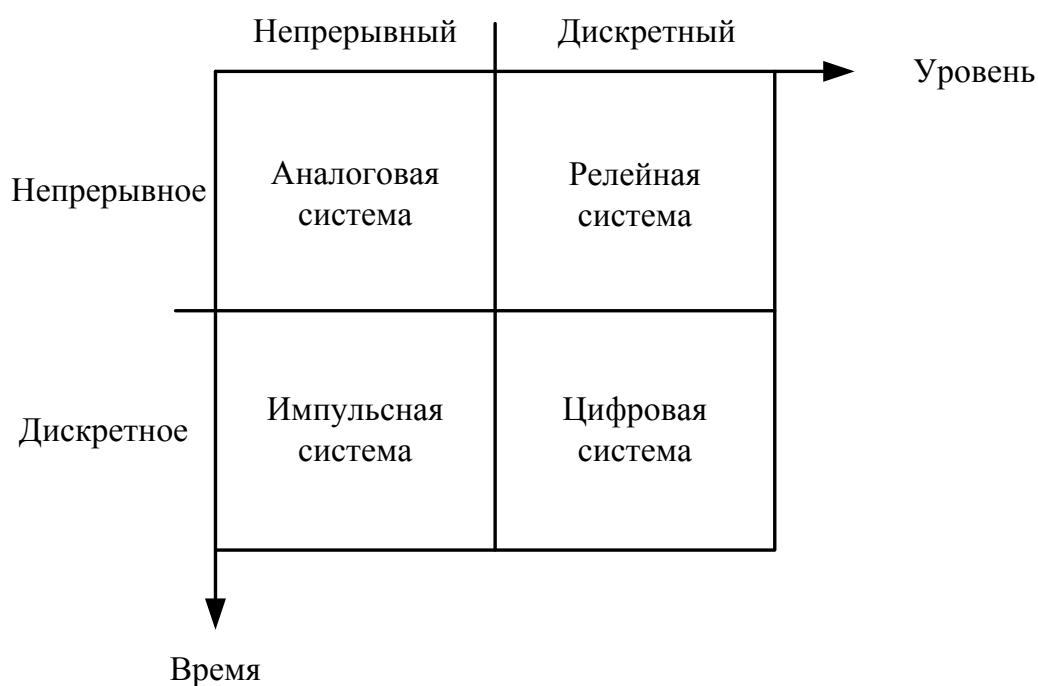 Непрерывный Дискретный
Уровень
Непрерывное
Аналоговая
система
Релейная
система
Дискретное
Импульсная
система
Цифровая
система
Время